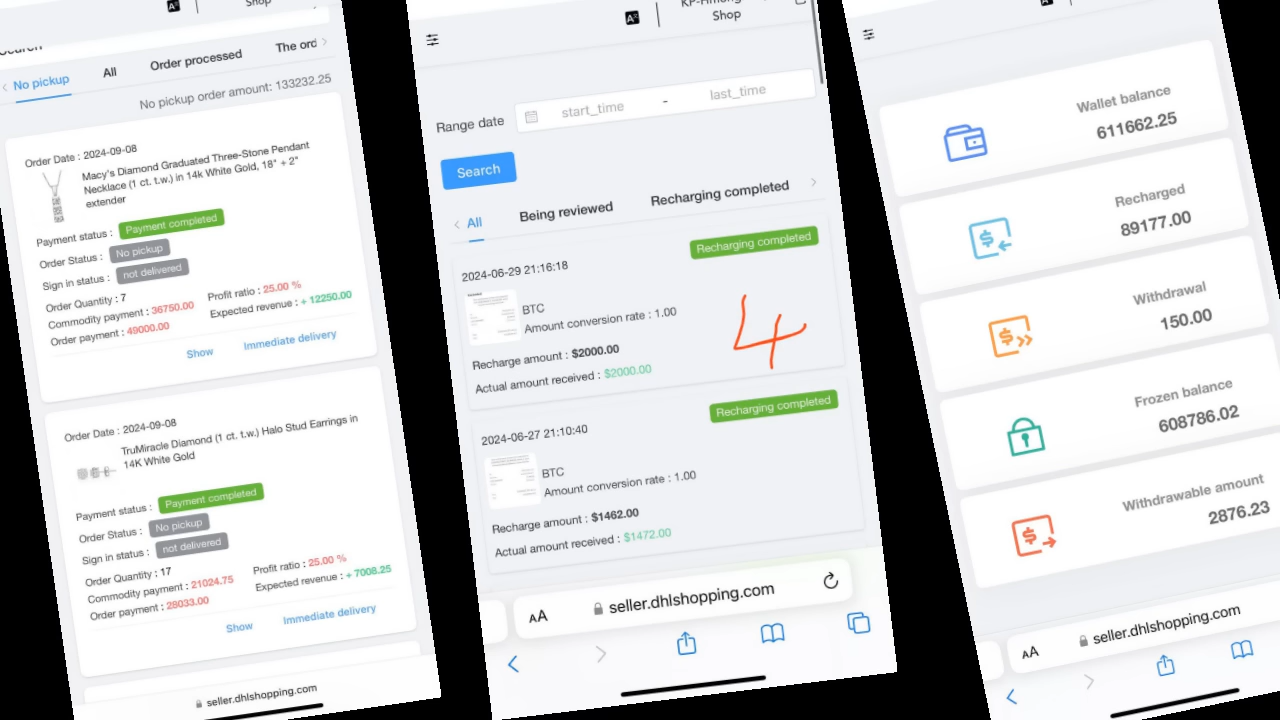 Shop
No pickup
All
Order processed
The ord
No pickup order amount: 133232.25
Order Date : 2024-09-08
Macy's Diamond Graduated Three-Stone Pendant
Necklace (1 ct. t.w.) in 14k White Gold, 18" + 2"
extender
Payment status : Payment completed
Order Status : No pickup
Sign in status : not delivered
Order Quantity : 7
Profit ratio : 25.00 %
Commodity payment : 36750.00
Expected revenue : + 12250.00
Order payment : 49000.00
Show
Immediate delivery
Order Date : 2024-09-08
TruMiracle Diamond (1 ct. t.w.) Halo Stud Earrings in
14K White Gold
Payment status : Payment completed
Order Status : No pickup
Sign in status : not delivered
Order Quantity : 17
Profit ratio : 25.00 %
Commodity payment : 21024.75
Expected revenue : + 7008.25
Order payment : 28033.00
Show
Immediate delivery
seller.dhlshopping.com
Shop
Range date
start_time - last_time
Search
All
Being reviewed
Recharging completed
Recharging completed
2024-06-29 21:16:18
BTC
Amount conversion rate : 1.00
4
Recharge amount : $2000.00
Actual amount received : $2000.00
Recharging completed
2024-06-27 21:10:40
BTC
Amount conversion rate : 1.00
Recharge amount : $1462.00
Actual amount received : $1472.00
AA seller.dhlshopping.com
Wallet balance
611662.25
Recharged
89177.00
Withdrawal
150.00
Frozen balance
608786.02
Withdrawable amount
2876.23
AA seller.dhlshopping.com